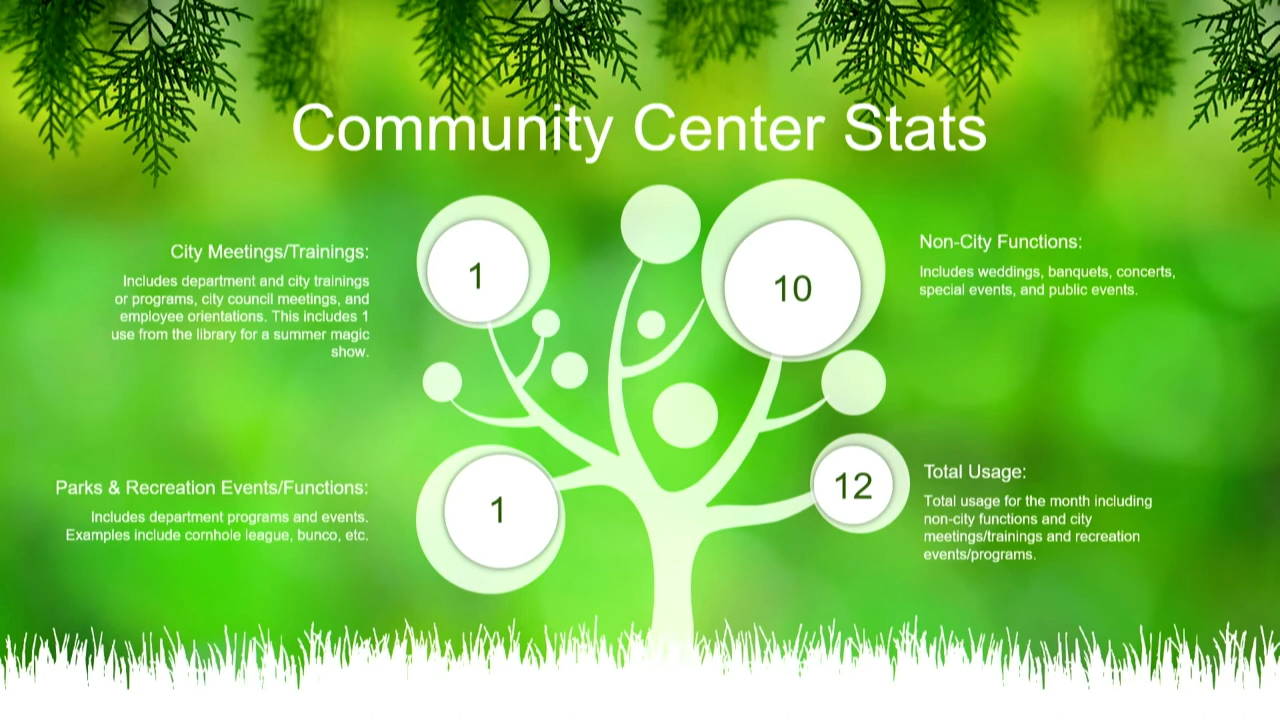 Community Center Stats
City Meetings/Trainings:
Includes department and city trainings
or programs, city council meetings, and
employee orientations. This includes 1
use from the library for a summer magic
show.
1
10
Non-City Functions:
Includes weddings, banquets, concerts,
special events, and public events.
Parks & Recreation Events/Functions:
Includes department programs and events.
Examples include cornhole league, bunco, etc.
1
12
Total Usage:
Total usage for the month including
non-city functions and city
meetings/trainings and recreation
events/programs.